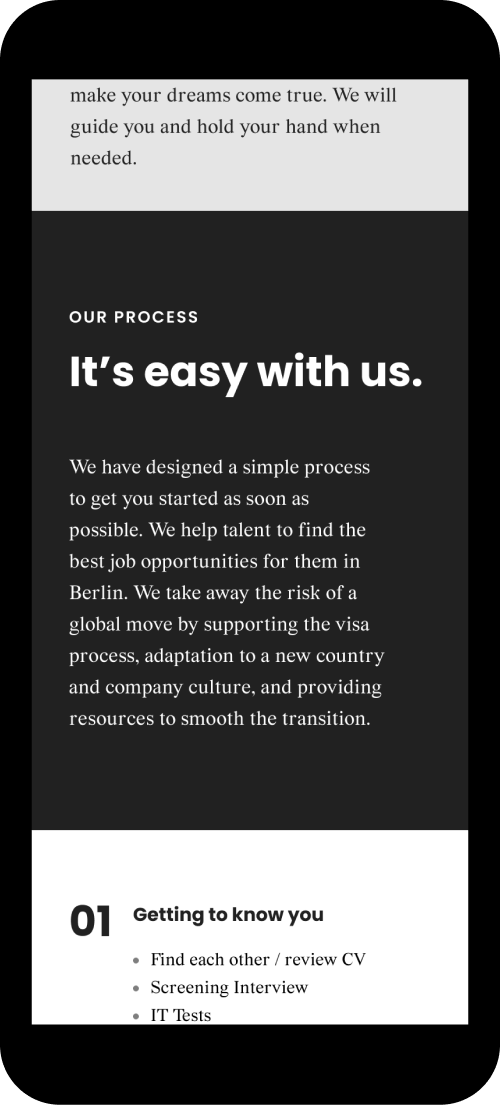 make your dreams come true. We will
guide you and hold your hand when
needed.
OUR PROCESS
It’s easy with us.
We have designed a simple process
to get you started as soon as
possible. We help talent to find the
best job opportunities for them in
Berlin. We take away the risk of a
global move by supporting the visa
process, adaptation to a new country
and company culture, and providing
resources to smooth the transition.
01 Getting to know you
• Find each other / review CV
• Screening Interview
• IT Tests